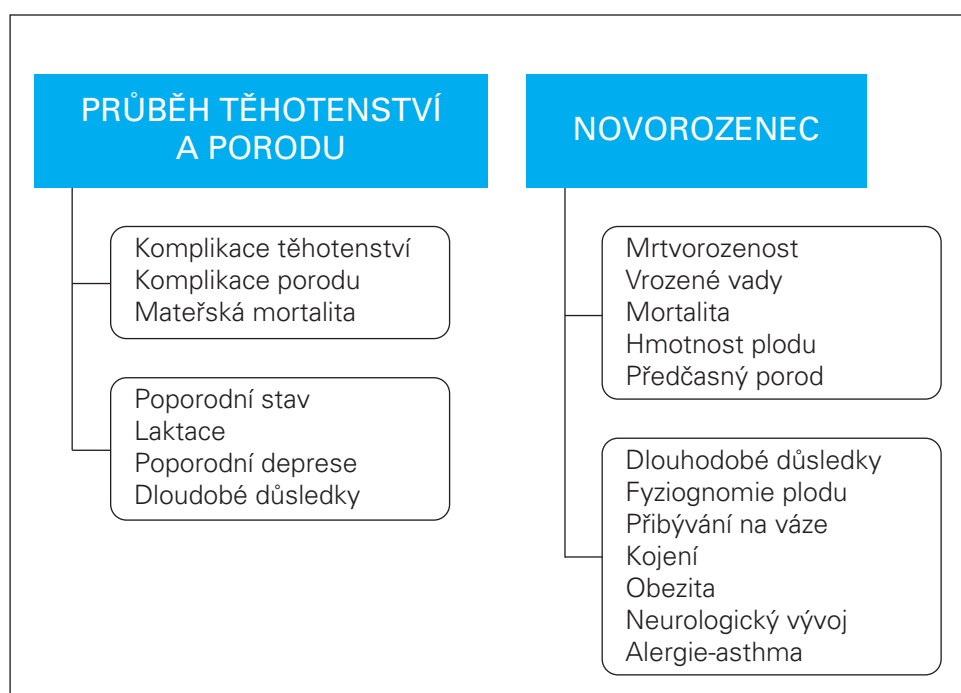 PRŮBĚH TĚHOTENSTVÍ
A PORODU
Komplikace těhotenství
Komplikace porodu
Mateřská mortalita
Poporodní stav
Laktace
Poporodní deprese
Dloudobé důsledky
NOVOROZENEC
Mrtvorozenost
Vrozené vady
Mortalita
Hmotnost plodu
Předčasný porod
Dlouhodobé důsledky
Fyziognomie plodu
Přibývání na váze
Kojení
Obezita
Neurologický vývoj
Alergie-asthma